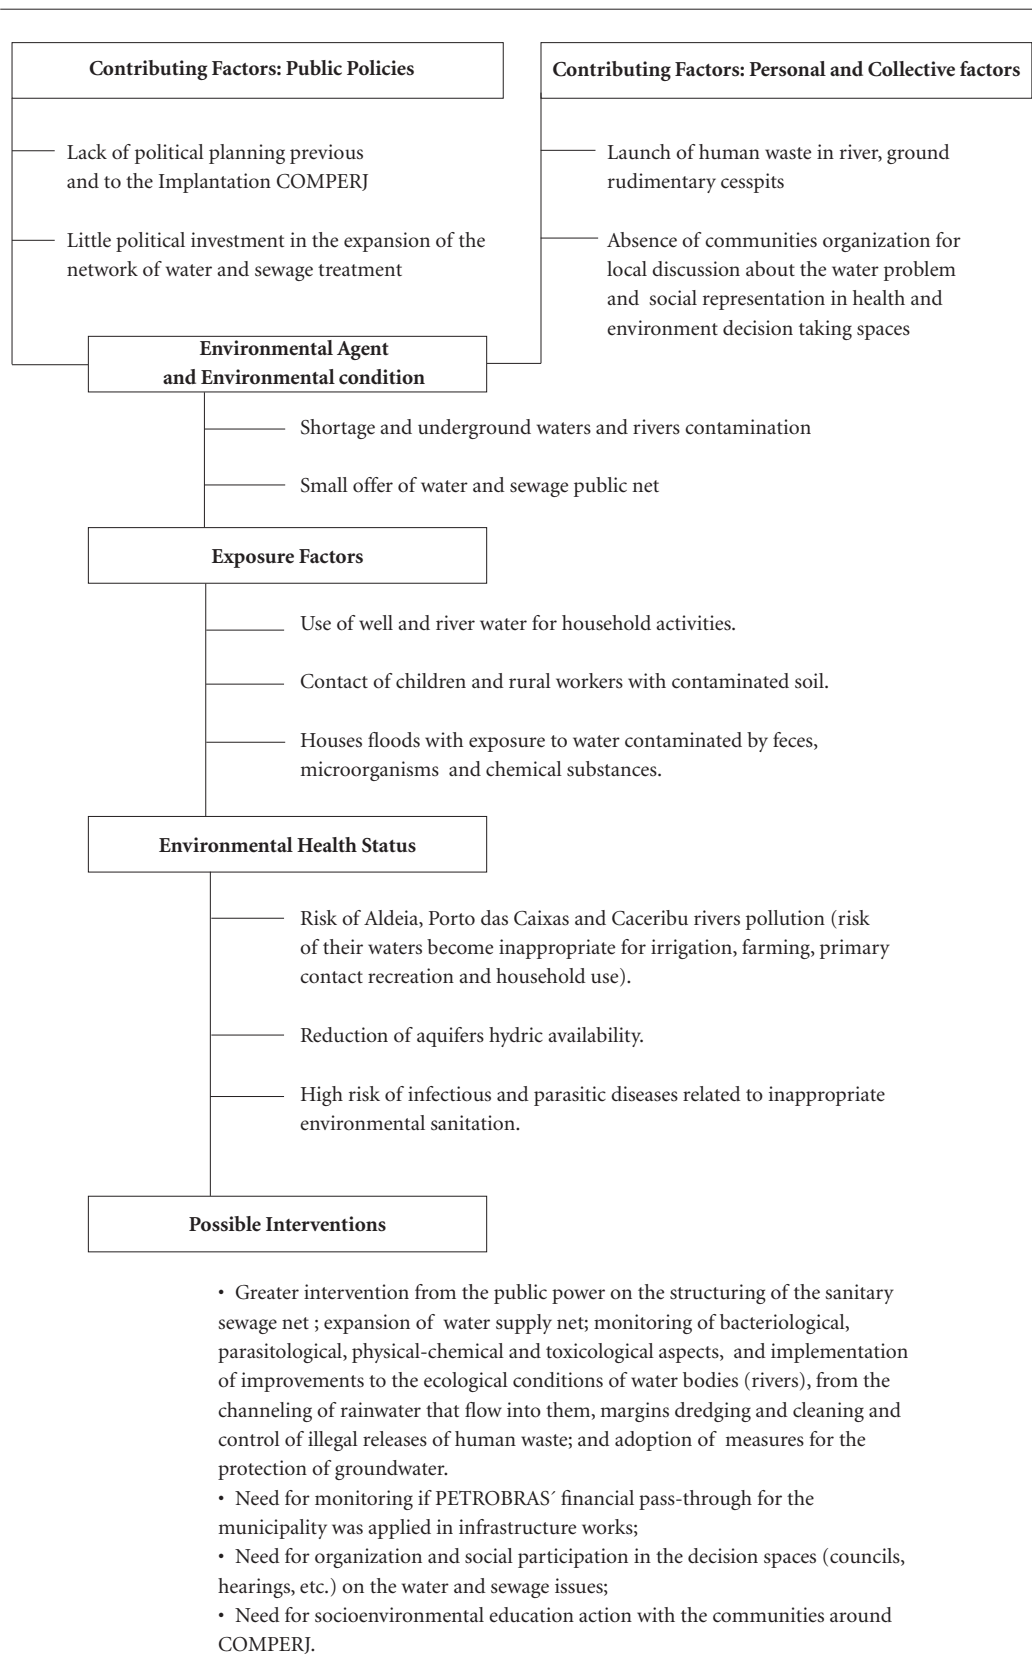 Contributing Factors: Public Policies
Lack of political planning previous
and to the Implantation COMPERJ
Little political investment in the expansion of the
network of water and sewage treatment
Contributing Factors: Personal and Collective factors
Launch of human waste in river, ground
rudimentary cesspits
Absence of communities organization for
local discussion about the water problem
and social representation in health and
environment decision taking spaces
Environmental Agent
and Environmental condition
Shortage and underground waters and rivers contamination
Small offer of water and sewage public net
Exposure Factors
Use of well and river water for household activities.
Contact of children and rural workers with contaminated soil.
Houses floods with exposure to water contaminated by feces,
microorganisms and chemical substances.
Environmental Health Status
Risk of Aldeia, Porto das Caixas and Caceribu rivers pollution (risk
of their waters become inappropriate for irrigation, farming, primary
contact recreation and household use).
Reduction of aquifers hydric availability.
High risk of infectious and parasitic diseases related to inappropriate
environmental sanitation.
Possible Interventions
• Greater intervention from the public power on the structuring of the sanitary
sewage net ; expansion of water supply net; monitoring of bacteriological,
parasitological, physical-chemical and toxicological aspects, and implementation
of improvements to the ecological conditions of water bodies (rivers), from the
channeling of rainwater that flow into them, margins dredging and cleaning and
control of illegal releases of human waste; and adoption of measures for the
protection of groundwater.
• Need for monitoring if PETROBRAS´ financial pass-through for the
municipality was applied in infrastructure works;
• Need for organization and social participation in the decision spaces (councils,
hearings, etc.) on the water and sewage issues;
• Need for socioenvironmental education action with the communities around
COMPERJ.